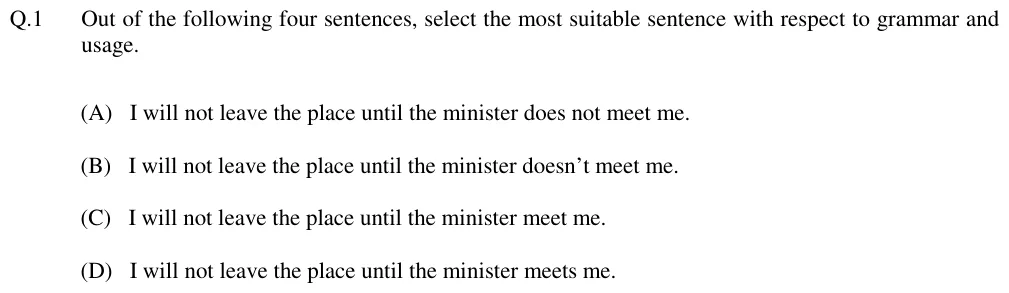 Q.1 Out of the following four sentences, select the most suitable sentence with respect to grammar and
usage.
(A) I will not leave the place until the minister does not meet me.
(B) I will not leave the place until the minister doesn’t meet me.
(C) I will not leave the place until the minister meet me.
(D) I will not leave the place until the minister meets me.